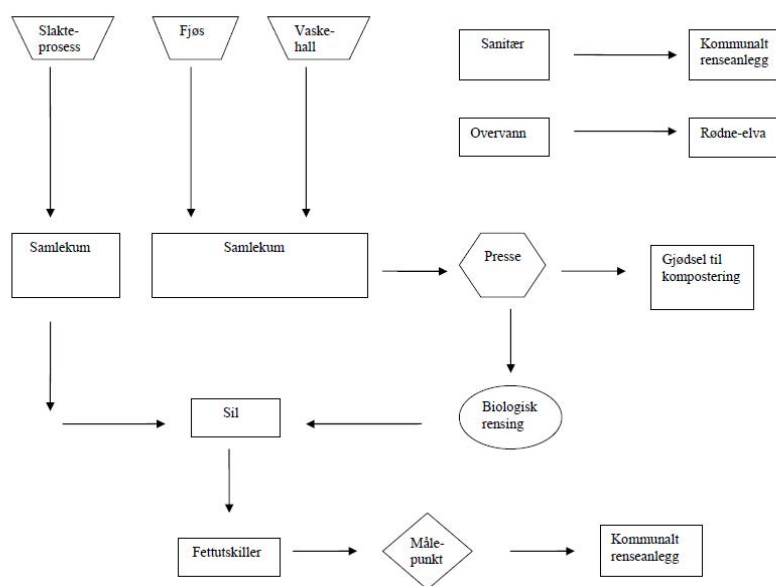 Slakte-
prosess
Fjøs
Vaske-
hall
Sanitær
Kommunalt
renseanlegg
Overvann
Rødne-elva
Samlekum
Samlekum
Presse
Gjødsel til
kompostering
Sil
Biologisk
rensing
Fettutskiller
Måle-
punkt
Kommunalt
renseanlegg